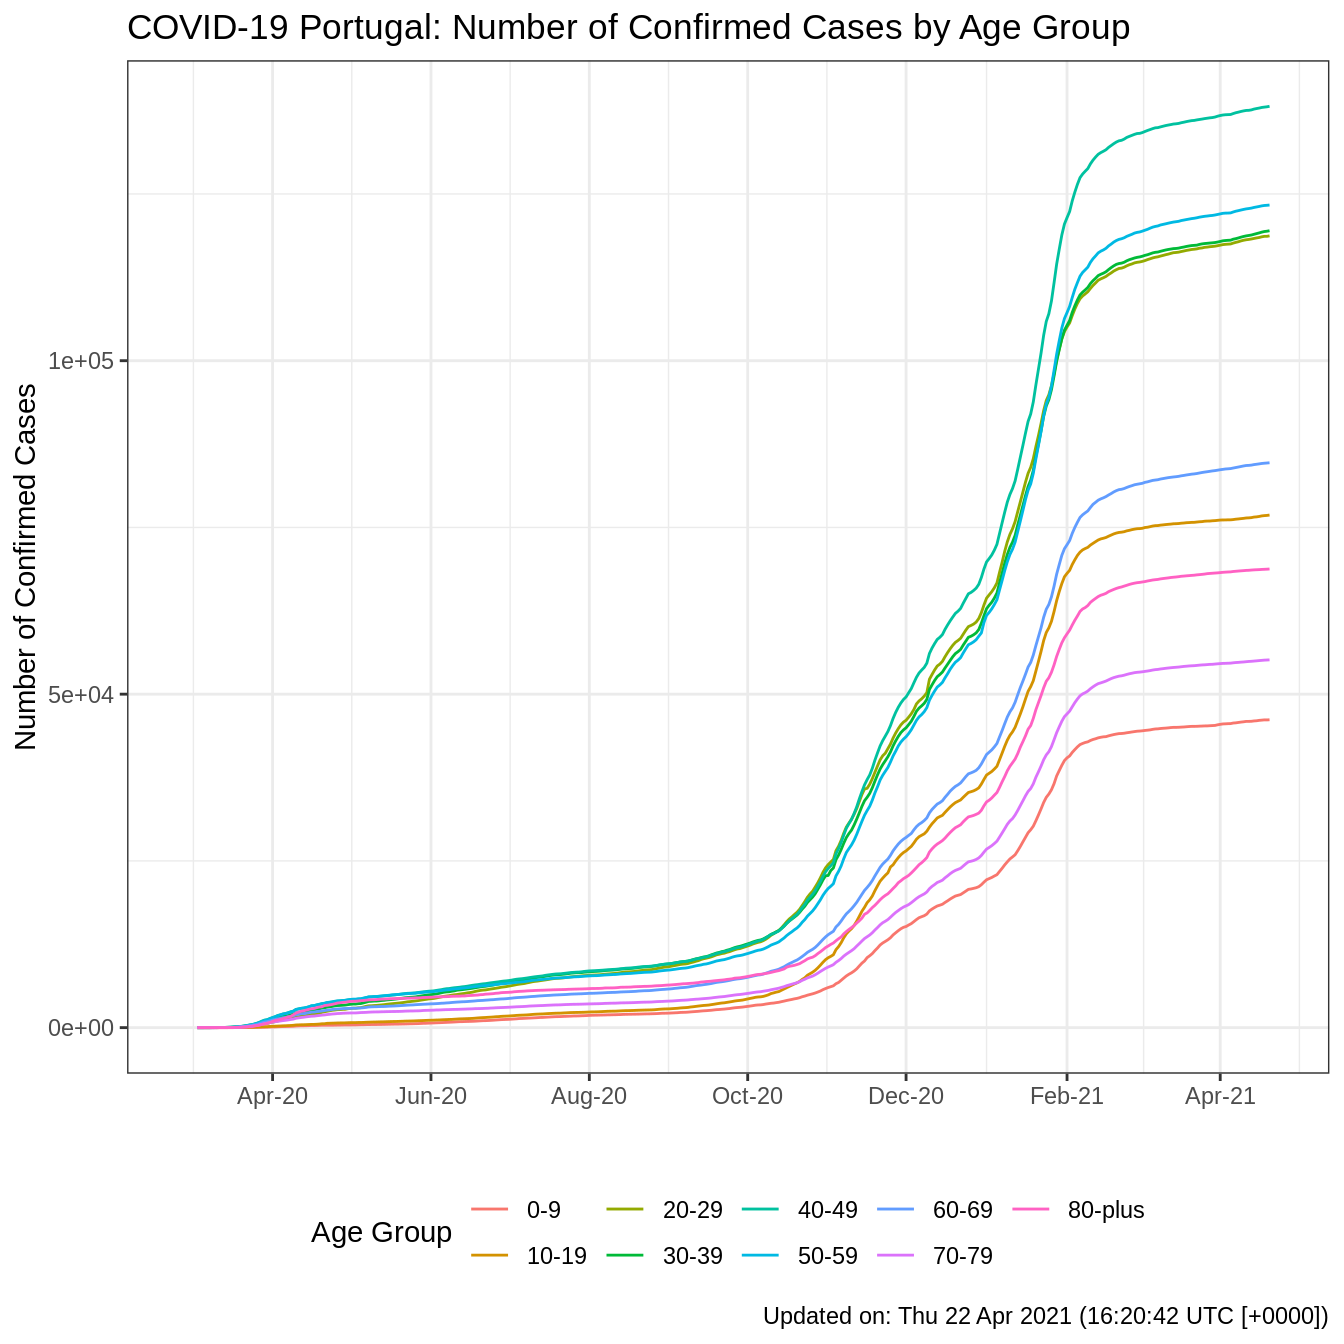 COVID-19 Portugal: Number of Confirmed Cases by Age Group
Number of Confirmed Cases
1e+05
5e+04
0e+00
Apr-20 Jun-20 Aug-20 Oct-20 Dec-20 Feb-21 Apr-21
Age Group
0-9 20-29 40-49 60-69 80-plus
10-19 30-39 50-59 70-79
Updated on: Thu 22 Apr 2021 (16:20:42 UTC [+0000])